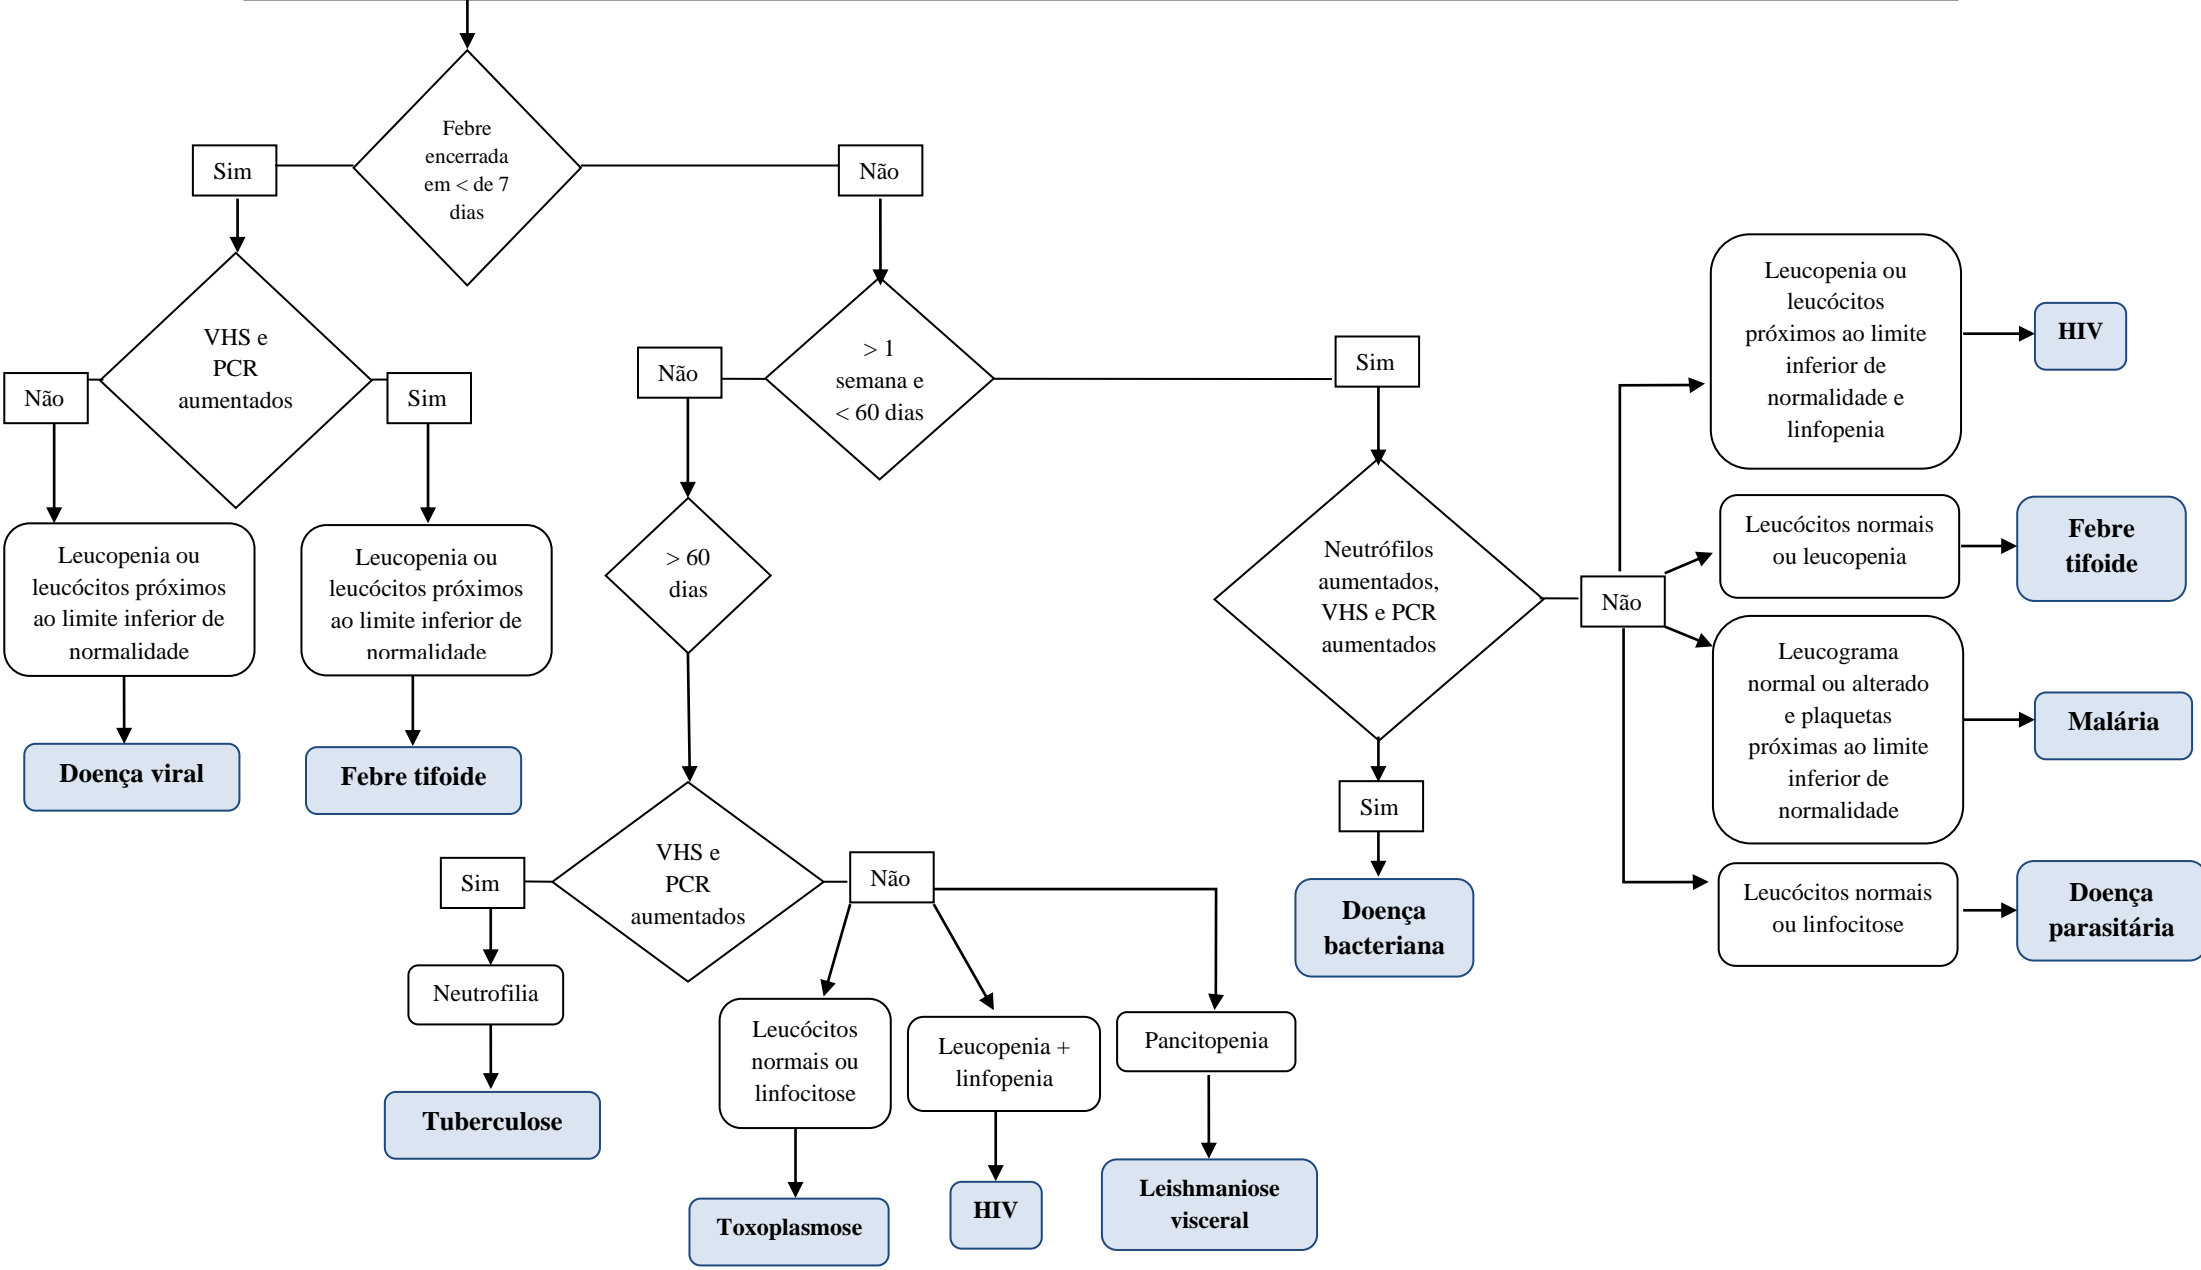 Febre
encerrada
em < de 7
dias
Sim
Não
VHS e
PCR
aumentados
Não
Sim
Leucopenia ou
leucócitos próximos
ao limite inferior de
normalidade
Doença viral
Leucopenia ou
leucócitos próximos
ao limite inferior de
normalidade
Febre tifoide
> 1
semana e
< 60 dias
Não
Sim
> 60
dias
VHS e
PCR
aumentados
Sim
Não
Neutrofilia
Tuberculose
Leucócitos
normais ou
linfocitose
Toxoplasmose
Leucopenia +
linfopenia
HIV
Pancitopenia
Leishmaniose
visceral
Neutrófilos
aumentados,
VHS e PCR
aumentados
Sim
Doença
bacteriana
Não
Leucopenia ou
leucócitos
próximos ao limite
inferior de
normalidade e
linfopenia
HIV
Leucócitos normais
ou leucopenia
Febre
tifoide
Leucograma
normal ou alterado
e plaquetas
próximas ao limite
inferior de
normalidade
Malária
Leucócitos normais
ou linfocitose
Doença
parasitária